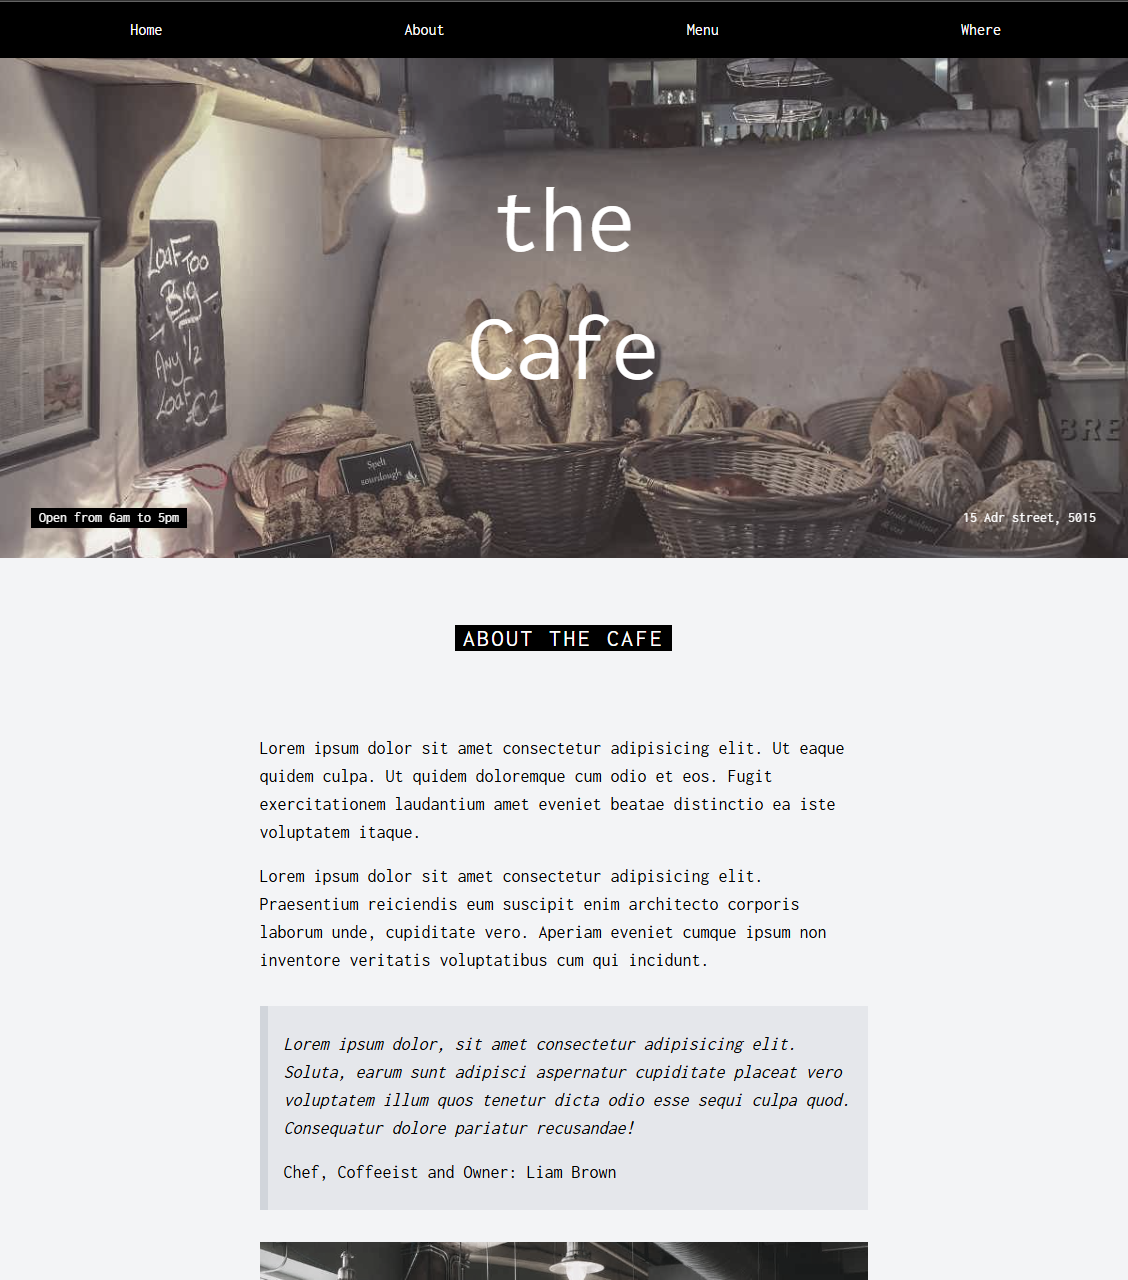 Home About Menu Where
the
Cafe
LOAF TOO
BIG
ANY 1/2
LOAF £2
Spelt
sourdough
BRE
Open from 6am to 5pm
15 Adr street, 5015
ABOUT THE CAFE
Lorem ipsum dolor sit amet consectetur adipisicing elit. Ut eaque
quidem culpa. Ut quidem doloremque cum odio et eos. Fugit
exercitationem laudantium amet eveniet beatae distinctio ea iste
voluptatem itaque.
Lorem ipsum dolor sit amet consectetur adipisicing elit.
Praesentium reiciendis eum suscipit enim architecto corporis
laborum unde, cupiditate vero. Aperiam eveniet cumque ipsum non
inventore veritatis voluptatibus cum qui incidunt.
Lorem ipsum dolor, sit amet consectetur adipisicing elit.
Soluta, earum sunt adipisci aspernatur cupiditate placeat vero
voluptatem illum quos tenetur dicta odio esse sequi culpa quod.
Consequatur dolore pariatur recusandae!
Chef, Coffeeist and Owner: Liam Brown